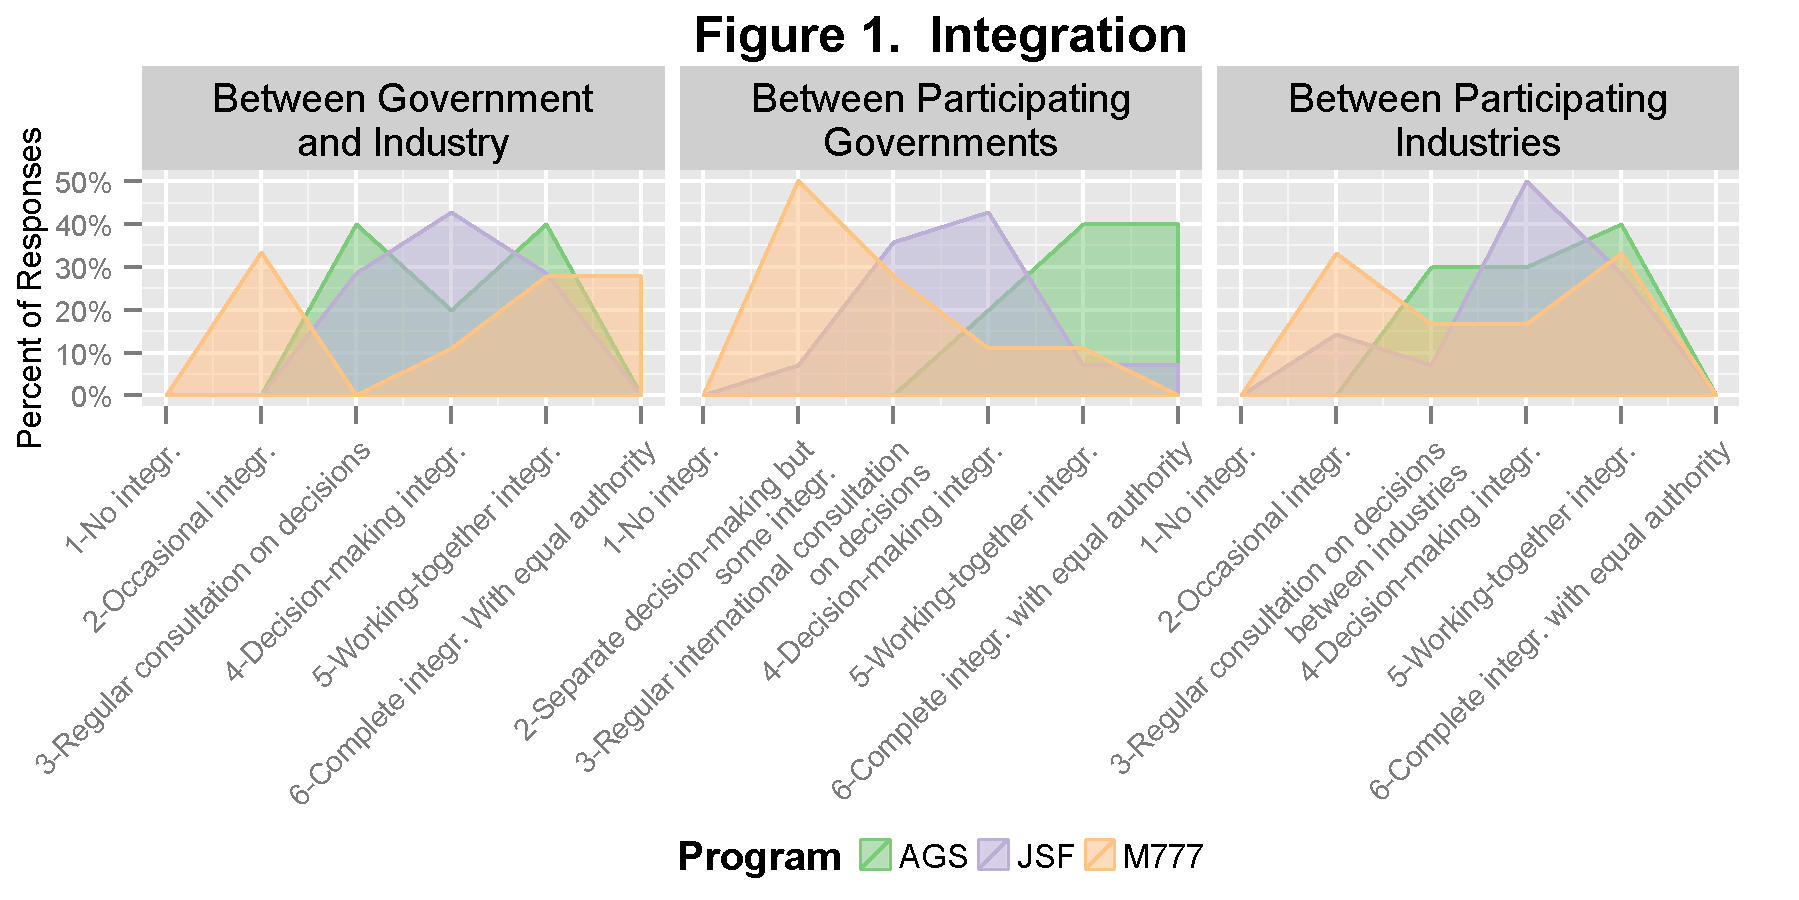 Figure 1.  Integration
Between Government
and Industry
Between Participating
Governments
Between Participating
Industries
Percent of Responses
50%
40%
30%
20%
10%
0%
1-No integr.
2-Occasional integr.
3-Regular consultation on decisions
4-Decision-making integr.
5-Working-together integr.
6-Complete integr. With equal authority
1-No integr.
2-Separate decision-making but
some integr.
3-Regular international consultation
on decisions
4-Decision-making integr.
5-Working-together integr.
6-Complete integr. with equal authority
1-No integr.
2-Occasional integr.
3-Regular consultation on decisions
between industries
4-Decision-making integr.
5-Working-together integr.
6-Complete integr. with equal authority
Program AGS JSF M777